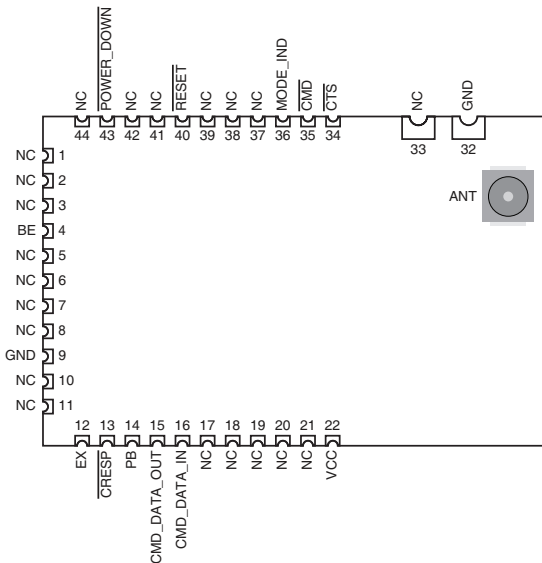 NC
POWER_DOWN
NC
NC
RESET
NC
NC
NC
MODE_IND
CMD
CTS
NC
GND
44 43 42 41 40 39 38 37 36 35 34 33 32
NC 1
NC 2
NC 3
BE 4
NC 5
NC 6
NC 7
NC 8
GND 9
NC 10
NC 11
ANT
12 13 14 15 16 17 18 19 20 21 22
EX
CRESP
PB
CMD_DATA_OUT
CMD_DATA_IN
NC
NC
NC
NC
NC
VCC